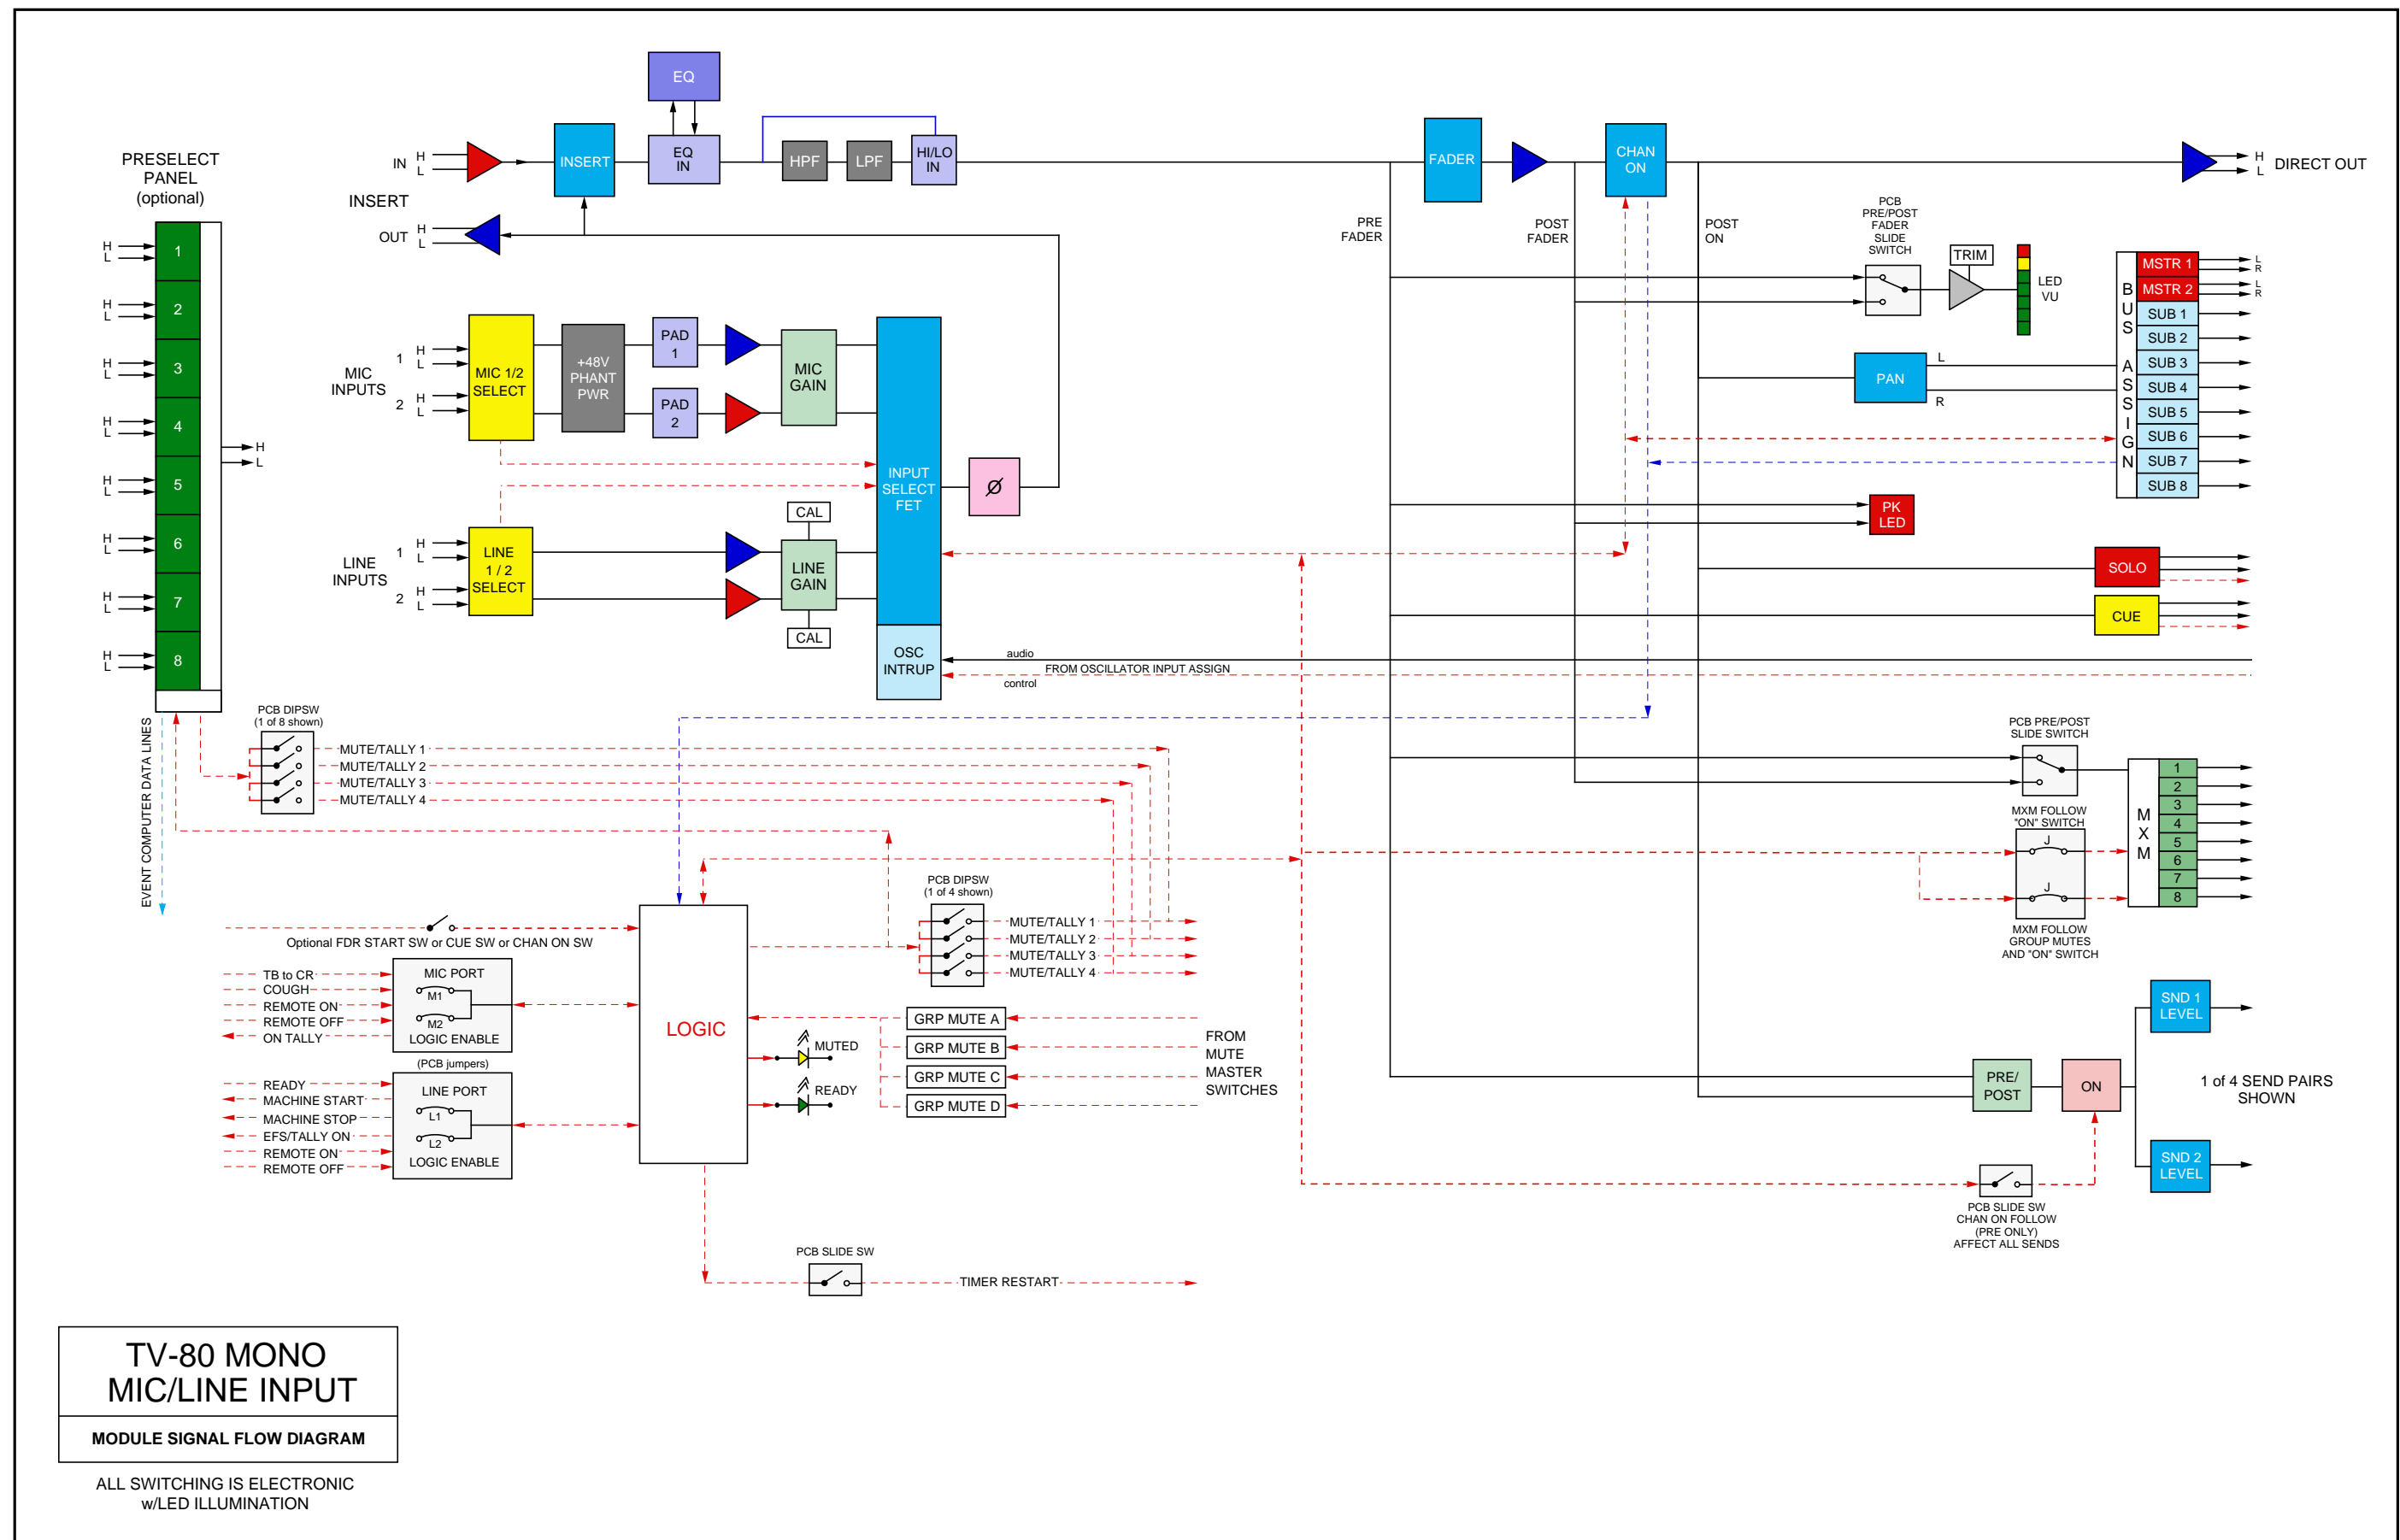 PRESELECT
PANEL
(optional)
H
L
1
H
L
2
H
L
3
H
L
4
H
L
5
H
L
6
H
L
7
H
L
8
H
L
EVENT COMPUTER DATA LINES
IN
H
L
INSERT
OUT
H
L
INSERT
EQ
EQ
IN
HPF
LPF
HI/LO
IN
MIC
INPUTS
1
H
L
2
H
L
MIC 1/2
SELECT
+48V
PHANT
PWR
PAD
1
PAD
2
MIC
GAIN
LINE
INPUTS
1
H
L
2
H
L
LINE
1 / 2
SELECT
CAL
LINE
GAIN
CAL
INPUT
SELECT
FET
OSC
INTRUP
Ø
audio
FROM OSCILLATOR INPUT ASSIGN
control
FADER
CHAN
ON
PRE
FADER
POST
FADER
POST
ON
H
L
DIRECT OUT
PCB
PRE/POST
FADER
SLIDE
SWITCH
TRIM
LED
VU
PAN
L
R
BUS ASSIGN
MSTR 1
L
R
MSTR 2
L
R
SUB 1
SUB 2
SUB 3
SUB 4
SUB 5
SUB 6
SUB 7
SUB 8
PK
LED
SOLO
CUE
PCB PRE/POST
SLIDE SWITCH
MXM FOLLOW
"ON" SWITCH
J
J
MXM FOLLOW
GROUP MUTES
AND "ON" SWITCH
MXM
1
2
3
4
5
6
7
8
PRE/
POST
ON
SND 1
LEVEL
SND 2
LEVEL
1 of 4 SEND PAIRS
SHOWN
PCB SLIDE SW
CHAN ON FOLLOW
(PRE ONLY)
AFFECT ALL SENDS
PCB DIPSW
(1 of 8 shown)
MUTE/TALLY 1
MUTE/TALLY 2
MUTE/TALLY 3
MUTE/TALLY 4
Optional FDR START SW or CUE SW or CHAN ON SW
TB to CR
COUGH
REMOTE ON
REMOTE OFF
ON TALLY
MIC PORT
M1
M2
LOGIC ENABLE
(PCB jumpers)
READY
MACHINE START
MACHINE STOP
EFS/TALLY ON
REMOTE ON
REMOTE OFF
LINE PORT
L1
L2
LOGIC ENABLE
LOGIC
MUTED
READY
PCB DIPSW
(1 of 4 shown)
MUTE/TALLY 1
MUTE/TALLY 2
MUTE/TALLY 3
MUTE/TALLY 4
GRP MUTE A
GRP MUTE B
GRP MUTE C
GRP MUTE D
FROM
MUTE
MASTER
SWITCHES
PCB SLIDE SW
TIMER RESTART
TV-80 MONO
MIC/LINE INPUT
MODULE SIGNAL FLOW DIAGRAM
ALL SWITCHING IS ELECTRONIC
w/LED ILLUMINATION